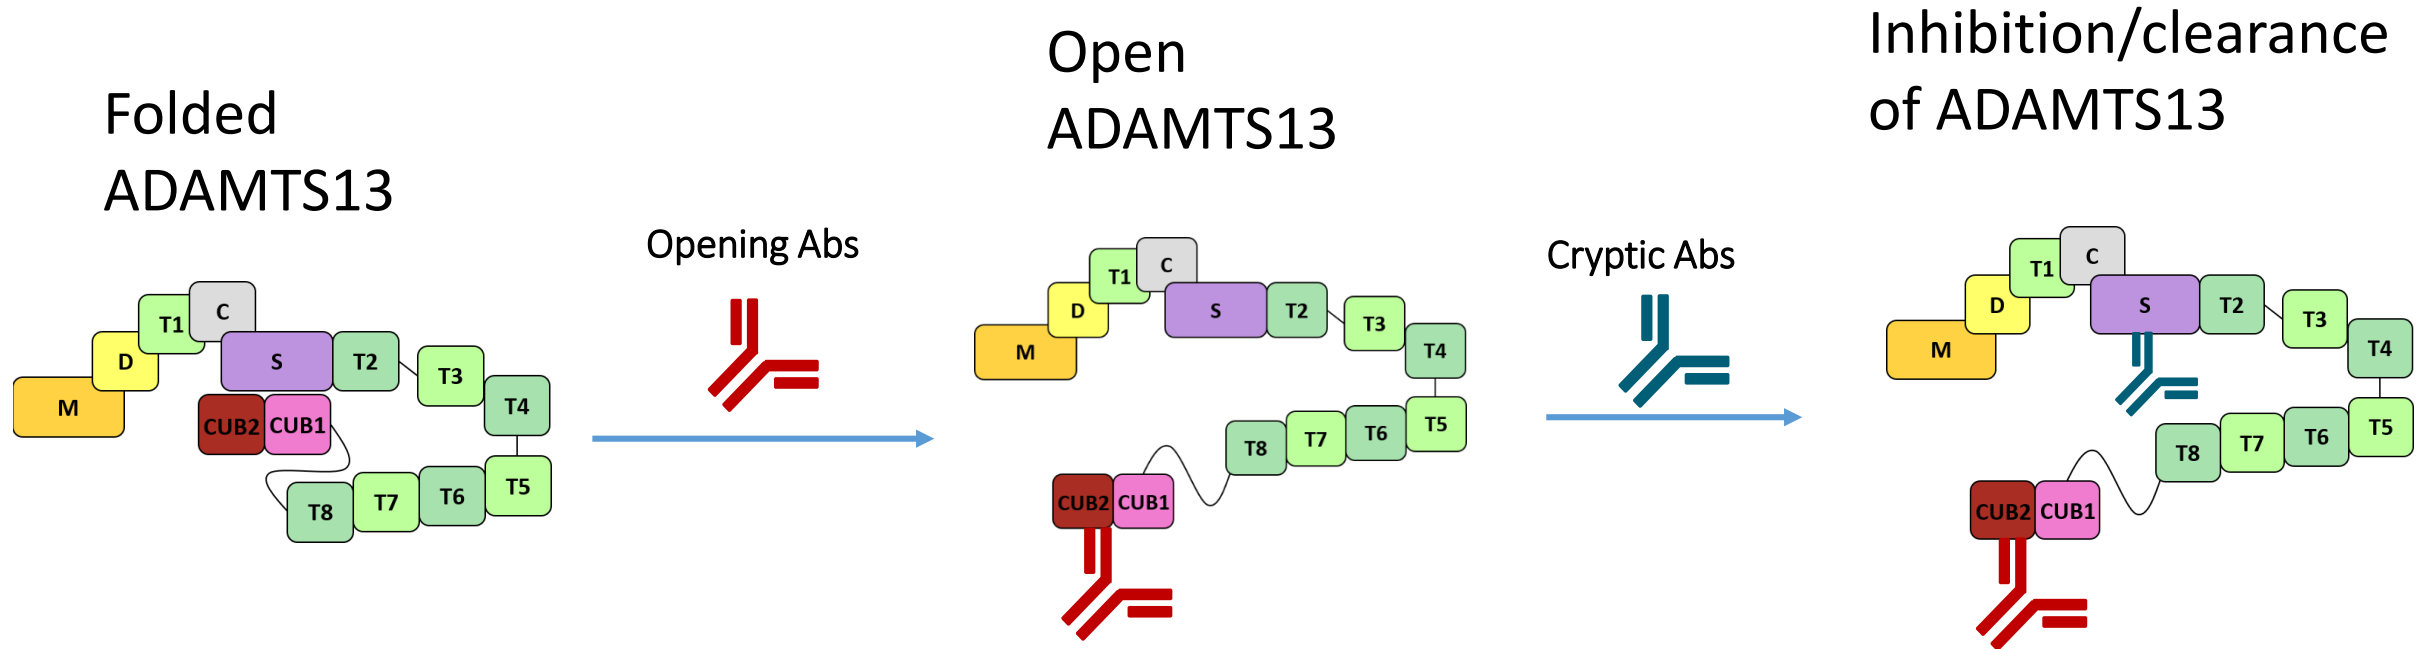 Folded
ADAMTS13
Open
ADAMTS13
Inhibition/clearance
of ADAMTS13
Opening Abs
Cryptic Abs
M
D
T1
C
S
T2
T3
T4
T5
T6
T7
T8
CUB1
CUB2
M
D
T1
C
S
T2
T3
T4
T5
T6
T7
T8
CUB1
CUB2
M
D
T1
C
S
T2
T3
T4
T5
T6
T7
T8
CUB1
CUB2